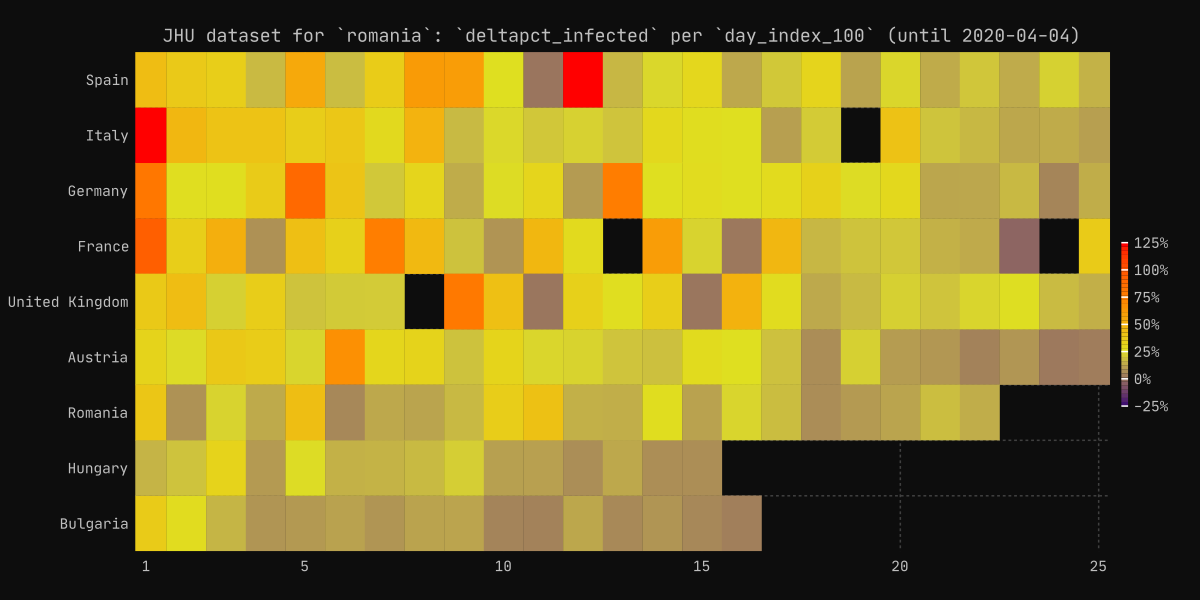 JHU dataset for `romania`: `deltapct_infected` per `day_index_100` (until 2020-04-04)
Spain
Italy
Germany
France
United Kingdom
Austria
Romania
Hungary
Bulgaria
125%
100%
75%
50%
25%
0%
-25%
1 5 10 15 20 25